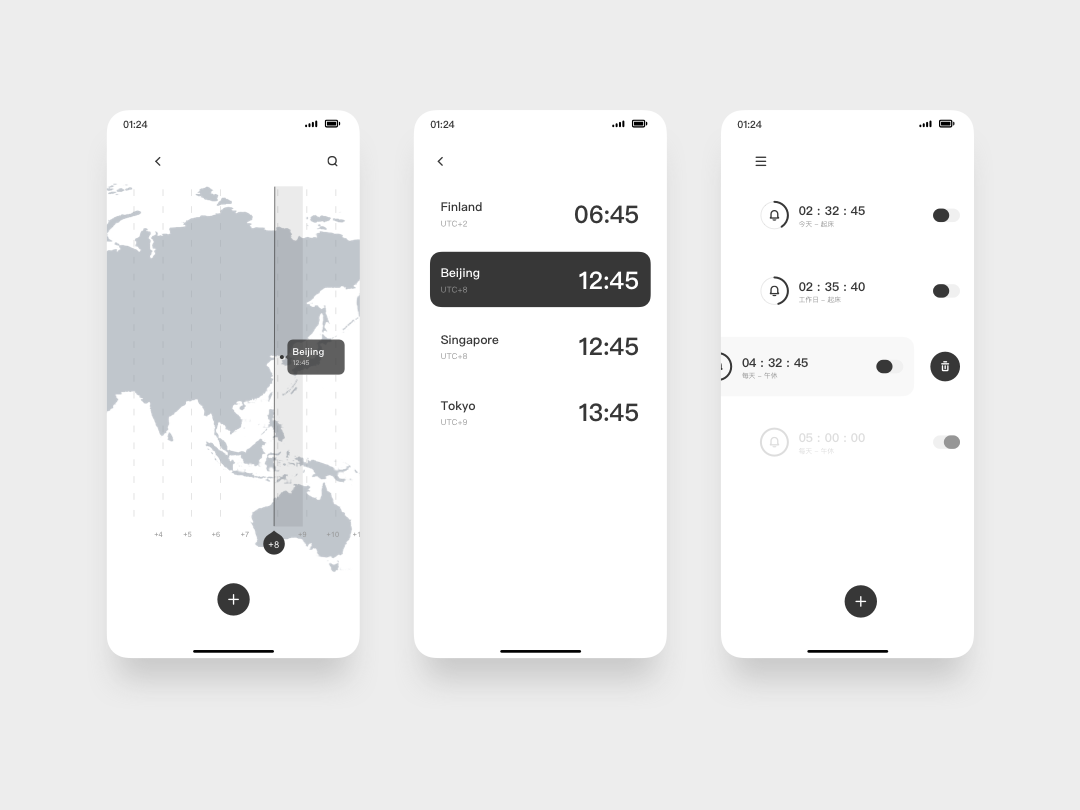 01:24
Beijing
12:45
+4
+5
+6
+7
+8
+9
+10
+1
01:24
Finland
UTC+2
06:45
Beijing
UTC+8
12:45
Singapore
UTC+8
12:45
Tokyo
UTC+9
13:45
01:24
02 : 32 : 45
今天 – 起床
02 : 35 : 40
工作日 – 起床
04 : 32 : 45
每天 – 午休
05 : 00 : 00
每天 – 午休